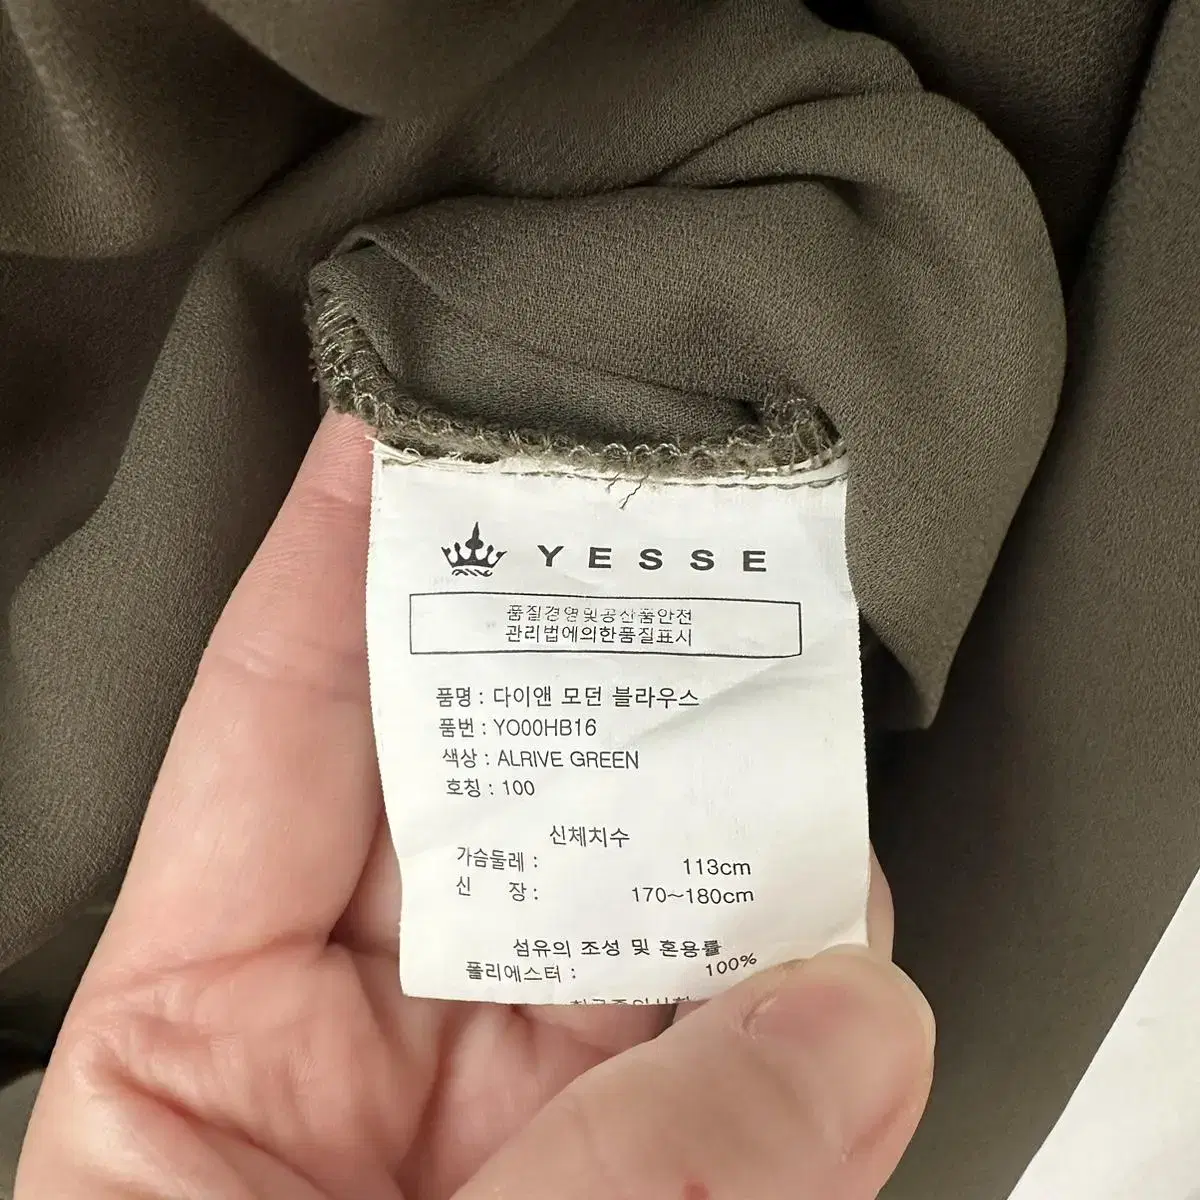 YESSE
품질경영및공산품안전
관리법에의한품질표시
품명 : 다이앤 모던 블라우스
품번 : YO00HB16
색상 : ALRIVE GREEN
호칭 : 100
신체치수
가슴둘레 : 113cm
신 장 : 170~180cm
섬유의 조성 및 혼용률
폴리에스터 : 100%